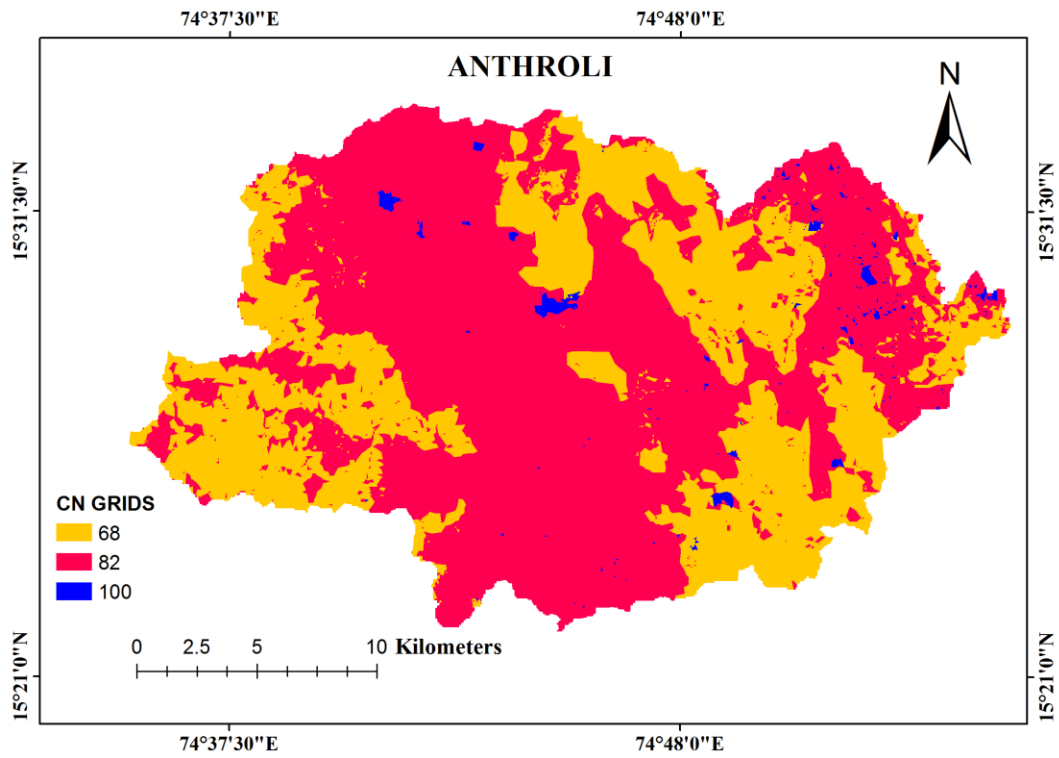 74°37'30"E 74°48'0"E
ANTHROLI
N
15°31'30"N 15°31'30"N
CN GRIDS
68
82
100
0 2.5 5 10 Kilometers
15°21'0"N 15°21'0"N
74°37'30"E 74°48'0"E